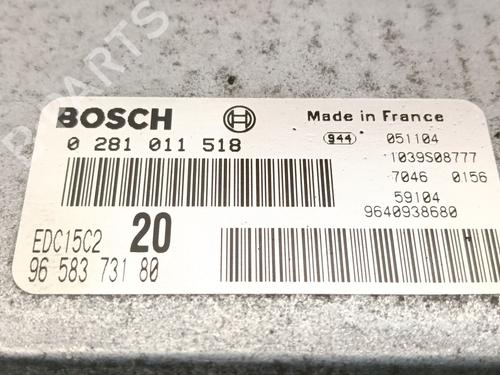 BOSCH
Made in France
0 281 011 518
944 051104
1039S08777
7046 0156
59104
9640938680
EDC15C2 20
96 583 731 80
PARTS